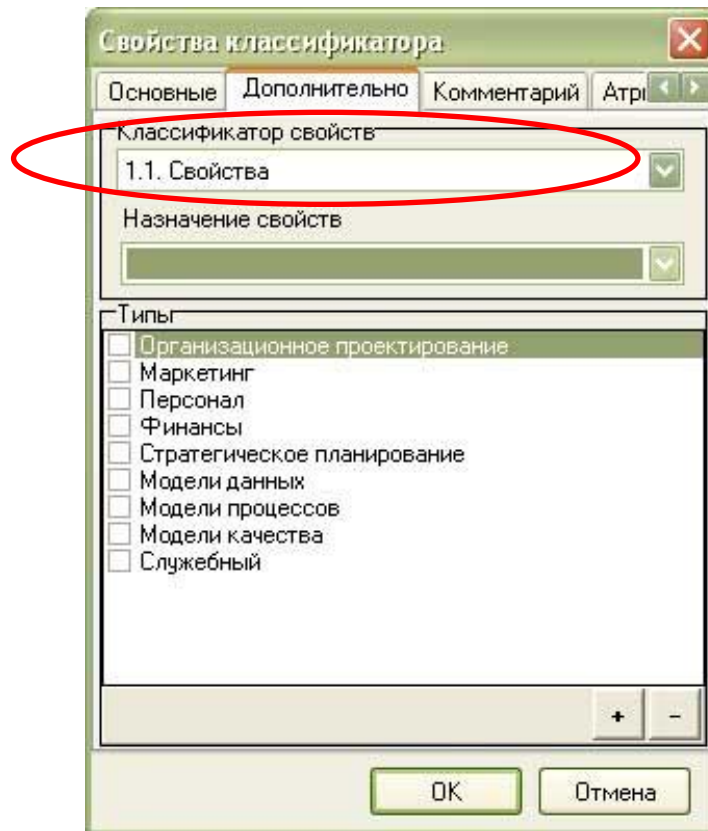 Свойства классификатора
Основные Дополнительно Комментарий Атрі
Классификатор свойств
1.1. Свойства
Назначение свойств
Типы
Организационное проектирование
Маркетинг
Персонал
Финансы
Стратегическое планирование
Модели данных
Модели процессов
Модели качества
Служебный
+ -
OK Отмена